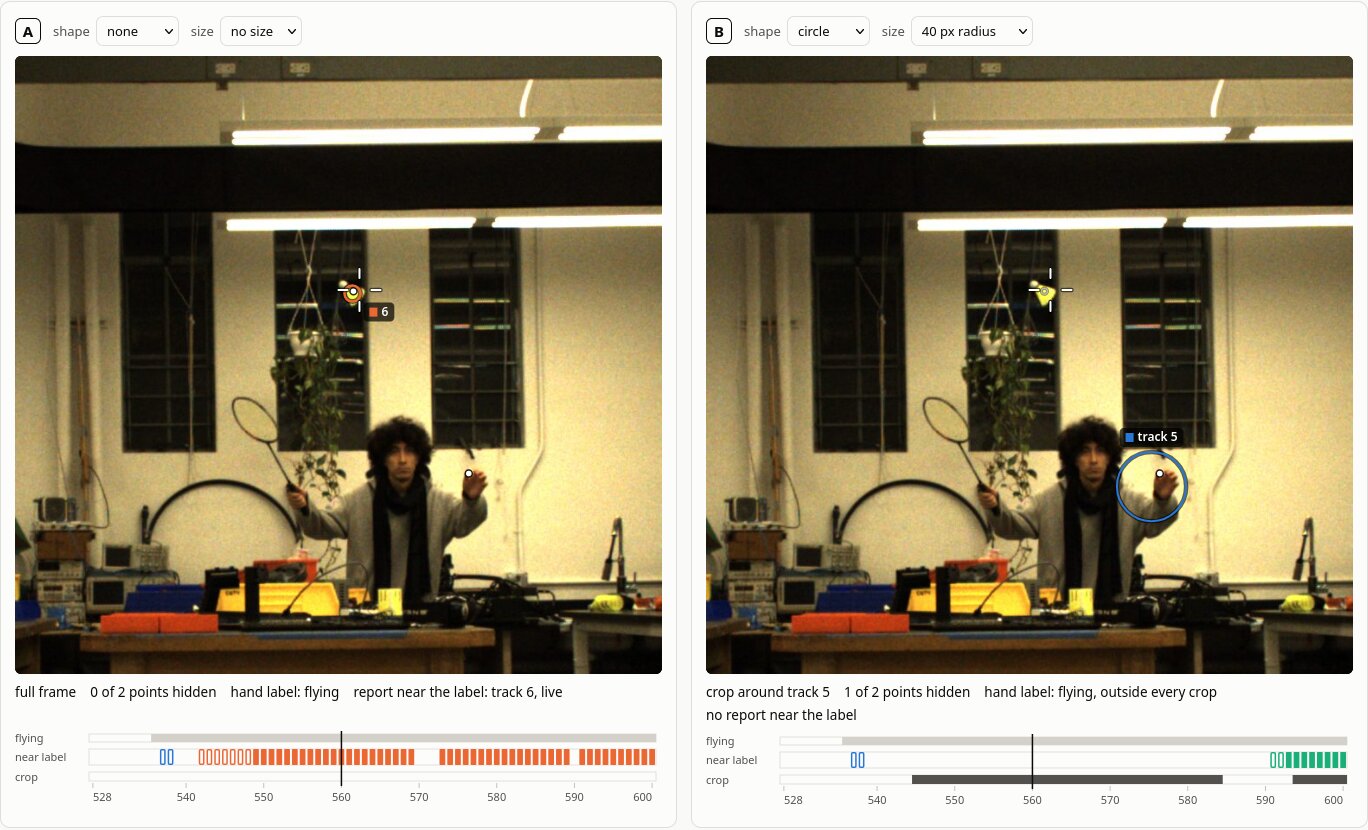 A shape none size no size
B shape circle size 40 px radius
6
track 5
full frame 0 of 2 points hidden hand label: flying report near the label: track 6, live
crop around track 5 1 of 2 points hidden hand label: flying, outside every crop
no report near the label
flying
near label
crop
528 540 550 560 570 580 590 600
flying
near label
crop
528 540 550 560 570 580 590 600